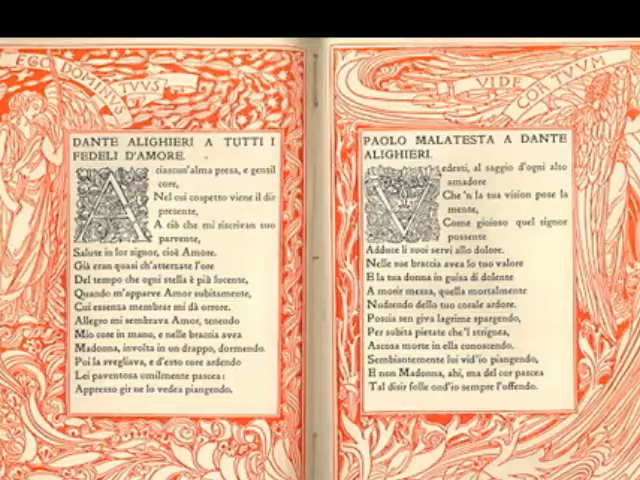 EGO DOMINUS TUUS
DANTE ALIGHIERI A TUTTI I
FEDELI D'AMORE.
A ciascun'alma presa, e gentil
core,
Nel cui cospetto viene il dir
presente,
A ciò che mi riscrivan suo
parvente,
Salute in lor signor, cioè Amore.
Già eran quasi ch'atterzate l'ore
Del tempo che ogni stella è più lucente,
Quando m'apparve Amor subitamente,
Cui essenza membrar mi dà orrore.
Allegro mi sembrava Amor, tenendo
Mio core in mano, e nelle braccia avea
Madonna, involta in un drappo, dormendo.
Poi la svegliava, e d'esto core ardendo
Lei paventosa umilmente pascea:
Appresso gir ne lo vedea piangendo.
VIDE COR TUUM
PAOLO MALATESTA A DANTE
ALIGHIERI.
Vedesti, al saggio d'ogni alto
amadore
Che 'n la tua vision posa la
mente,
Come gioioso quel signor
possente
Adduce li suoi servi allo dolore.
Nelle sue braccia avea lo tuo valore
E la tua donna in guisa di dolente
A morir messa, quella mortalmente
Nudrendo dello tuo corale ardore.
Poscia sen giva lagrime spargendo,
Per subita pietate che'l strignea,
Ascosa morte in ella conoscendo.
Sembiantemente lui vid'io piangendo,
E non Madonna, ahi, ma del cor pascea
Tal disir folle ond'io sempre l'offendo.